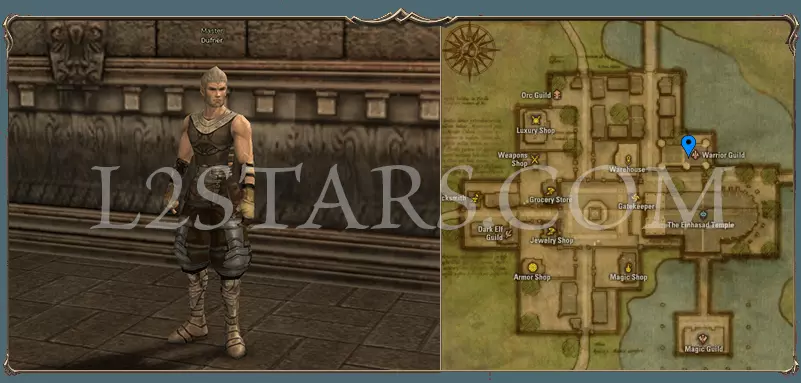 Master
Dufner
L2STARS.COM
Orc Guild
Luxury Shop
Weapons
Shop
Warrior Guild
Warehouse
cksmith
Grocery Store
Gatekeeper
The Einhasad Temple
Dark Elf
Guild
Jewelry Shop
Armor Shop
Magic Shop
Magic Guild